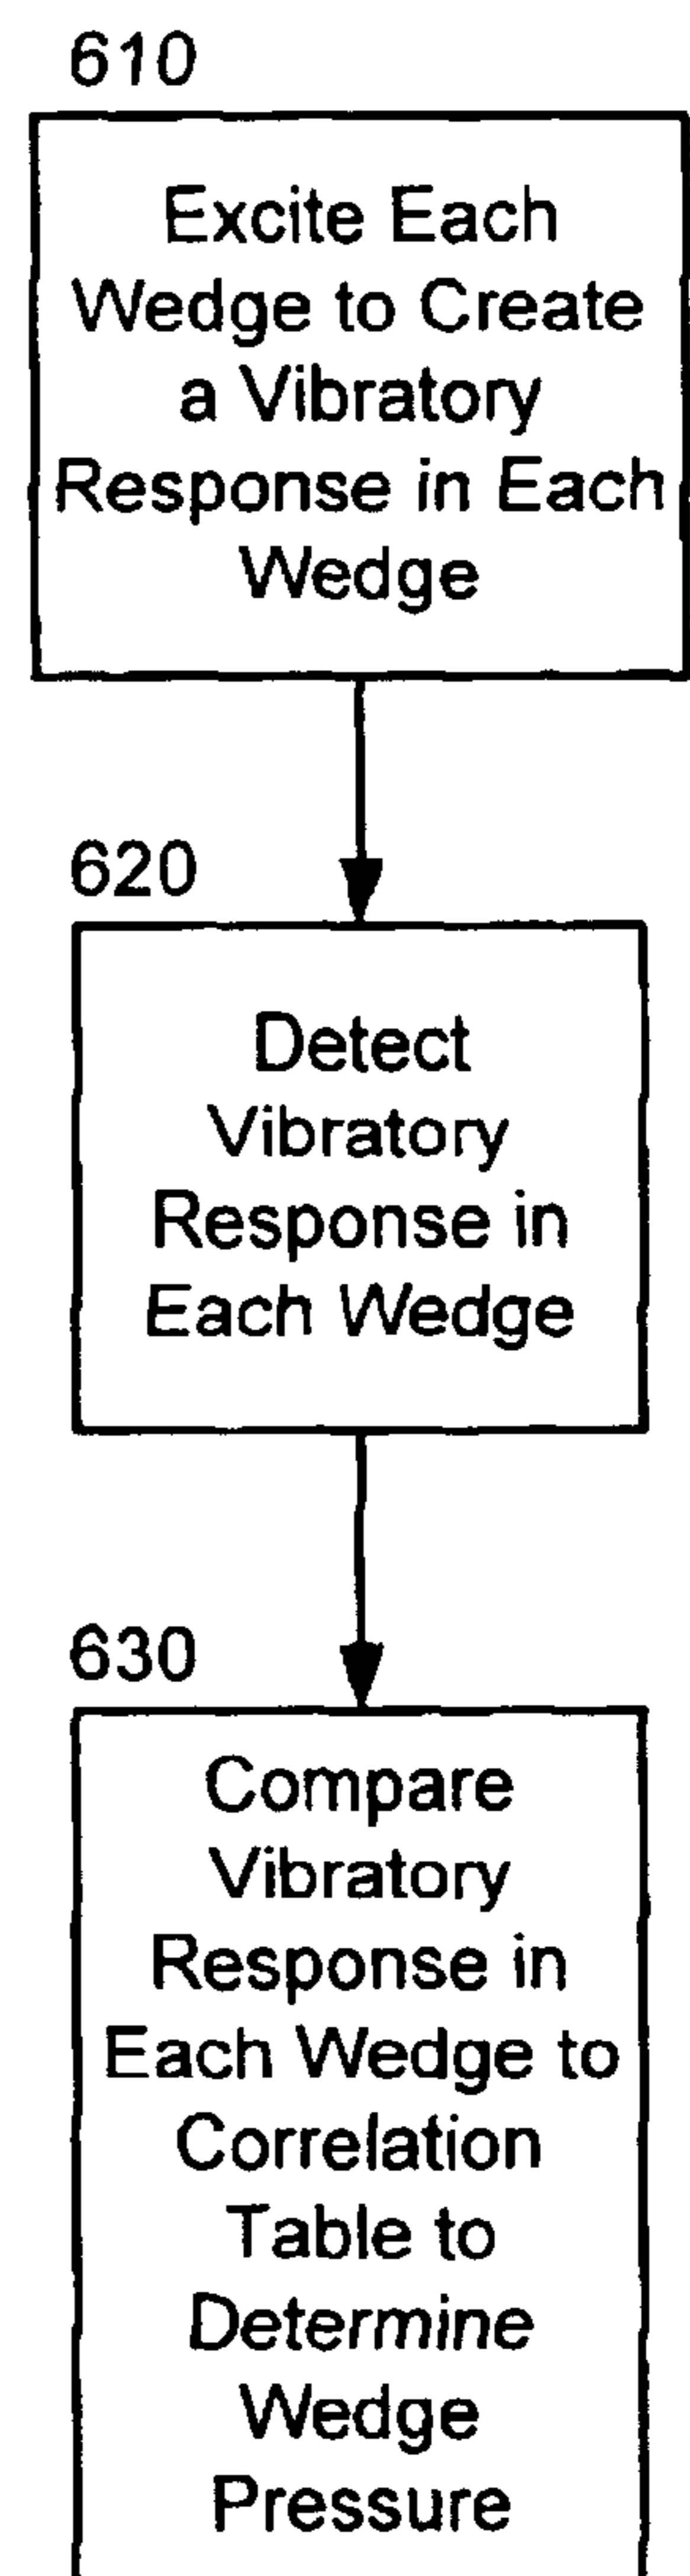 610
Excite Each
Wedge to Create
a Vibratory
Response in Each
Wedge
620
Detect
Vibratory
Response in
Each Wedge
630
Compare
Vibratory
Response in
Each Wedge to
Correlation
Table to
Determine
Wedge
Pressure